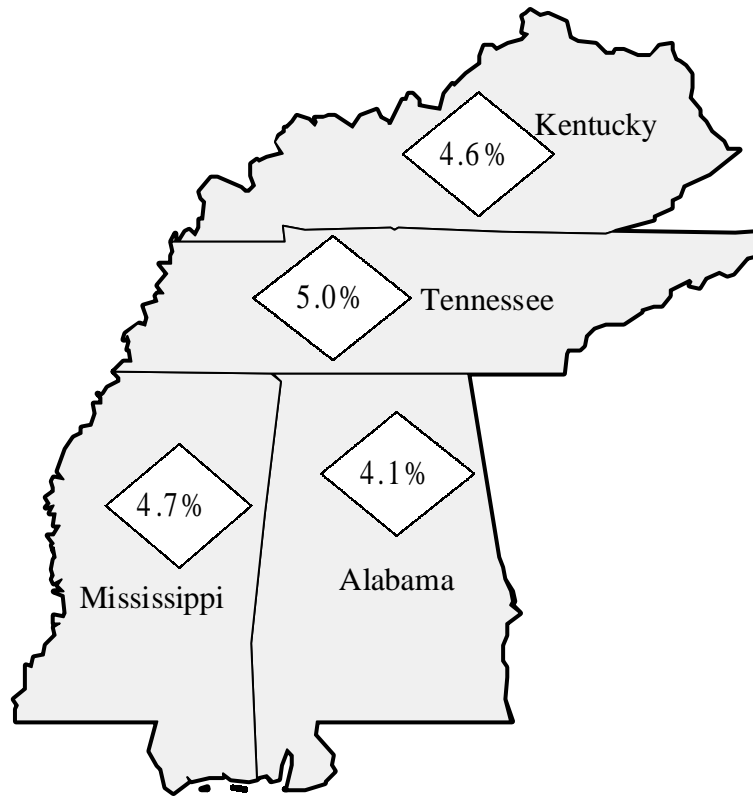 Kentucky
4.6%
5.0%
Tennessee
4.7%
4.1%
Mississippi
Alabama